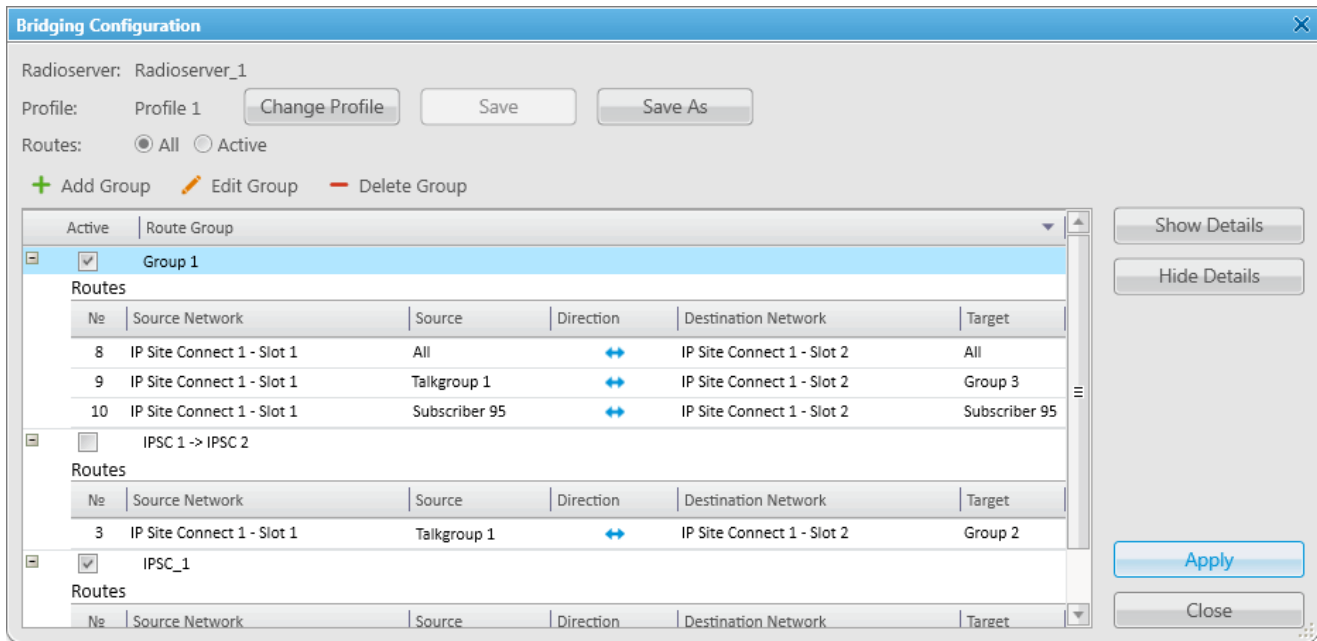 Bridging Configuration
Radioserver: Radioserver_1
Profile: Profile 1 Change Profile Save Save As
Routes: All Active
Add Group Edit Group Delete Group
Active Route Group Show Details
Group 1 Hide Details
Routes
№ Source Network Source Direction Destination Network Target
8 IP Site Connect 1 - Slot 1 All IP Site Connect 1 - Slot 2 All
9 IP Site Connect 1 - Slot 1 Talkgroup 1 IP Site Connect 1 - Slot 2 Group 3
10 IP Site Connect 1 - Slot 1 Subscriber 95 IP Site Connect 1 - Slot 2 Subscriber 95
IPSC 1 -> IPSC 2
Routes
№ Source Network Source Direction Destination Network Target
3 IP Site Connect 1 - Slot 1 Talkgroup 1 IP Site Connect 1 - Slot 2 Group 2
IPSC_1 Apply
Routes
№ Source Network Source Direction Destination Network Target Close